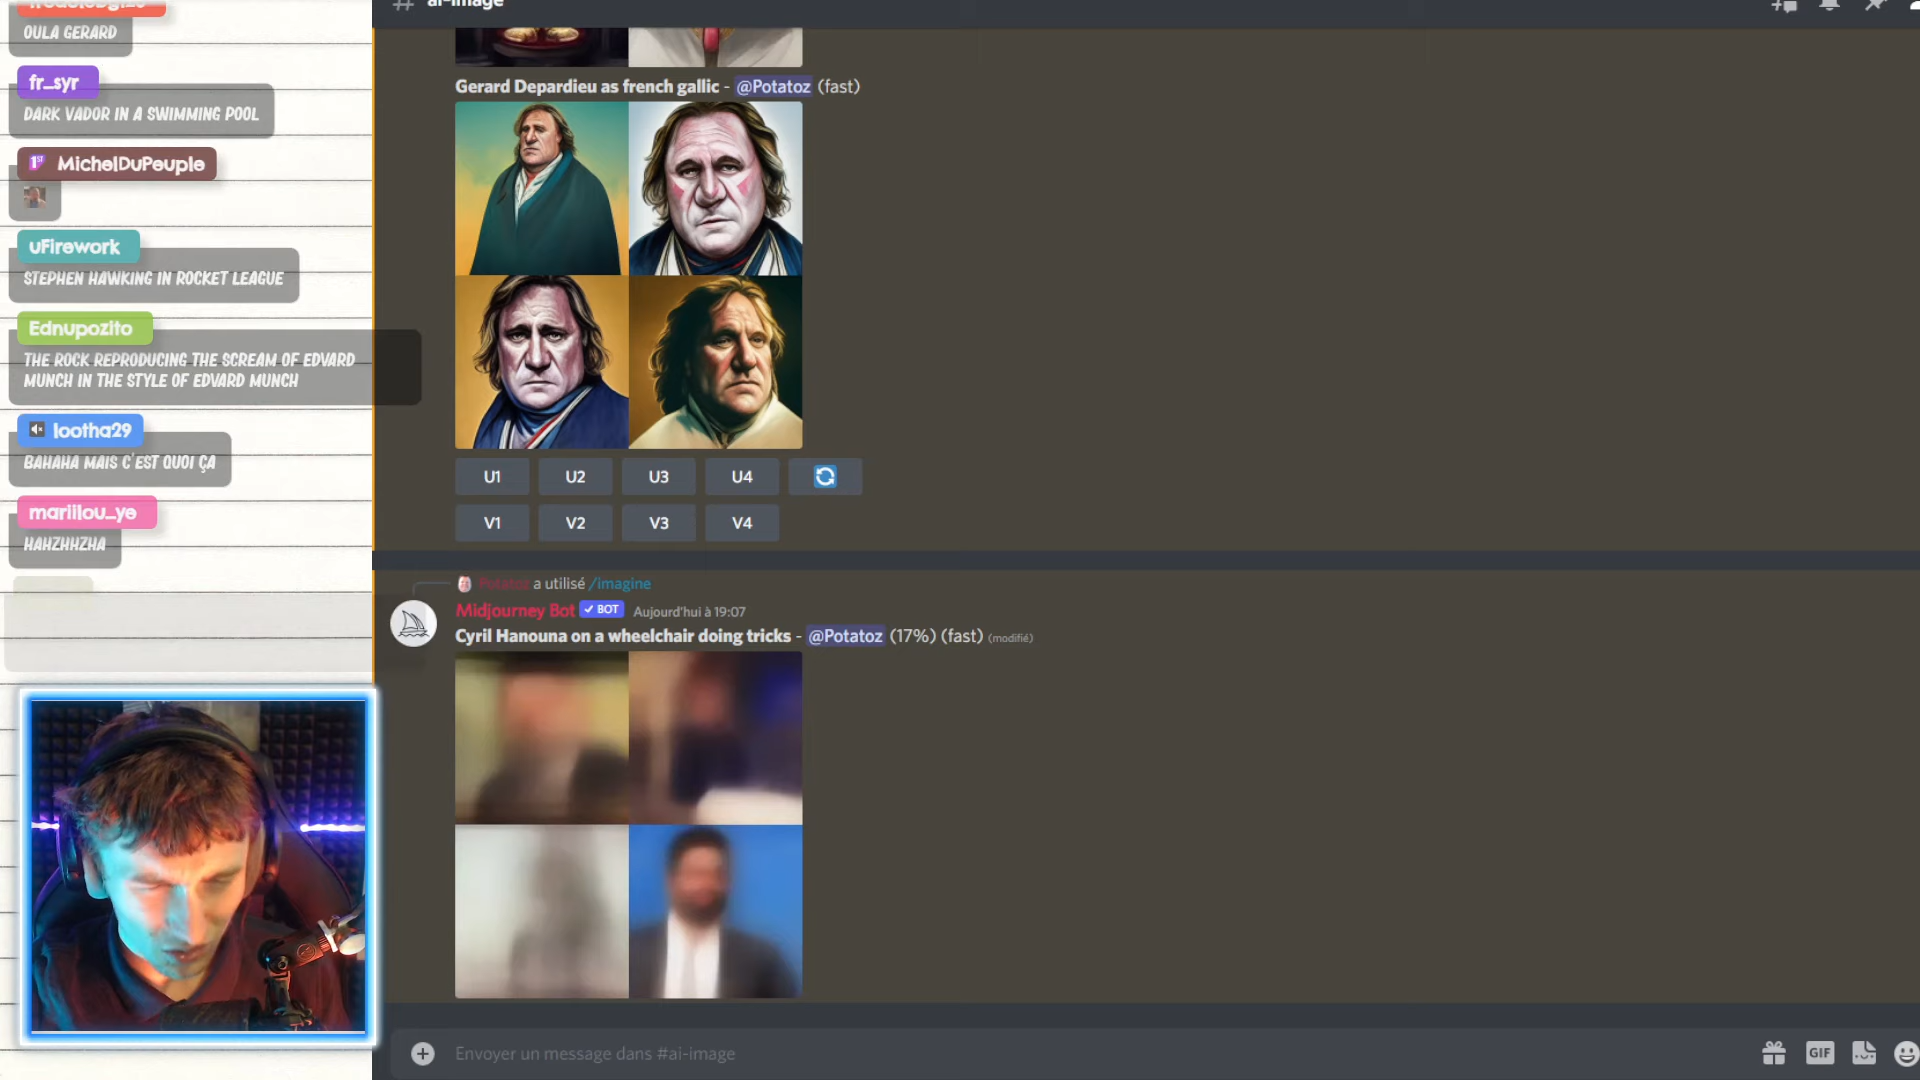 OULA GERARD
fr_syr
DARK VADOR IN A SWIMMING POOL
MichelDuPeuple
uFirework
STEPHEN HAWKING IN ROCKET LEAGUE
Ednupozito
THE ROCK REPRODUCING THE SCREAM OF EDVARD
MUNCH IN THE STYLE OF EDVARD MUNCH
lootha29
BAHAHA MAIS C'EST QUOI ÇA
marillou_ye
HAHZHHZHA
ai-image
Gerard Depardieu as french gallic - @Potatoz (fast)
U1 U2 U3 U4
V1 V2 V3 V4
Potatoz a utilisé /imagine
Midjourney Bot BOT Aujourd'hui à 19:07
Cyril Hanouna on a wheelchair doing tricks - @Potatoz (17%) (fast) (modifié)
Envoyer un message dans #ai-image
GIF